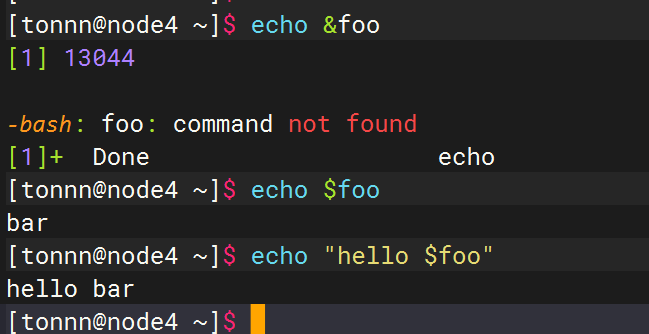 [tonnn@node4 ~]$ echo &foo
[1] 13044
-bash: foo: command not found
[1]+  Done                    echo
[tonnn@node4 ~]$ echo $foo
bar
[tonnn@node4 ~]$ echo "hello $foo"
hello bar
[tonnn@node4 ~]$